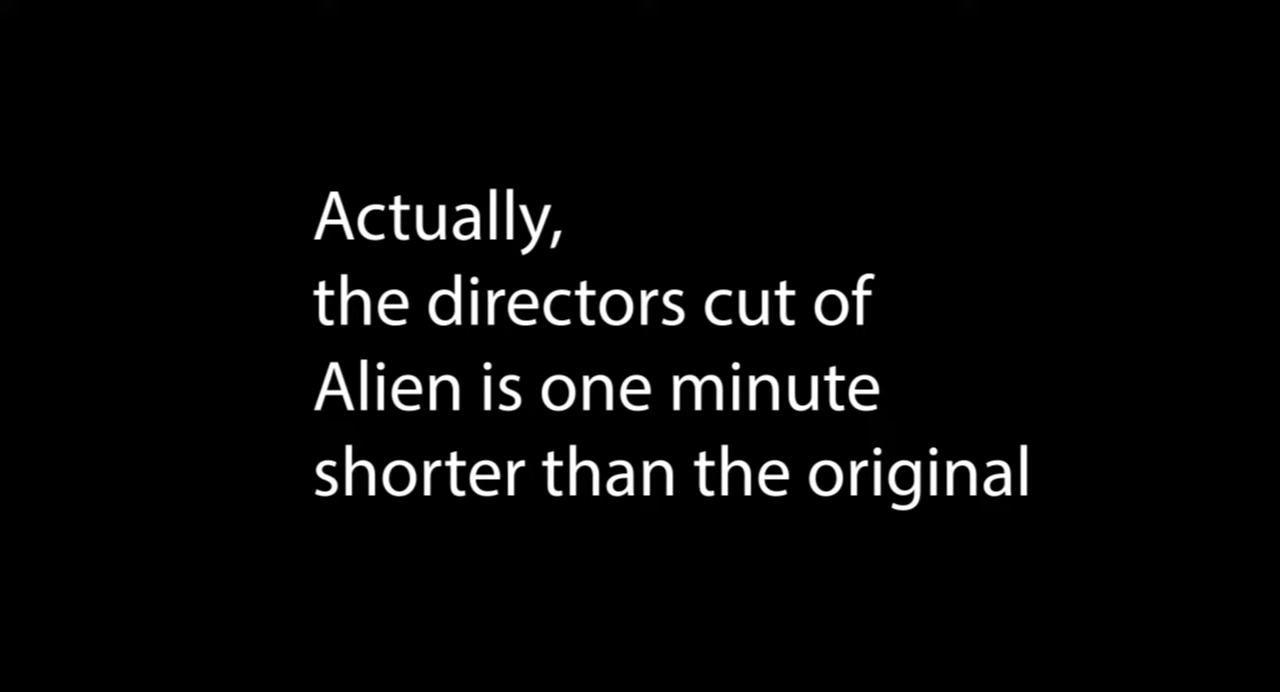 Actually,
the directors cut of
Alien is one minute
shorter than the original